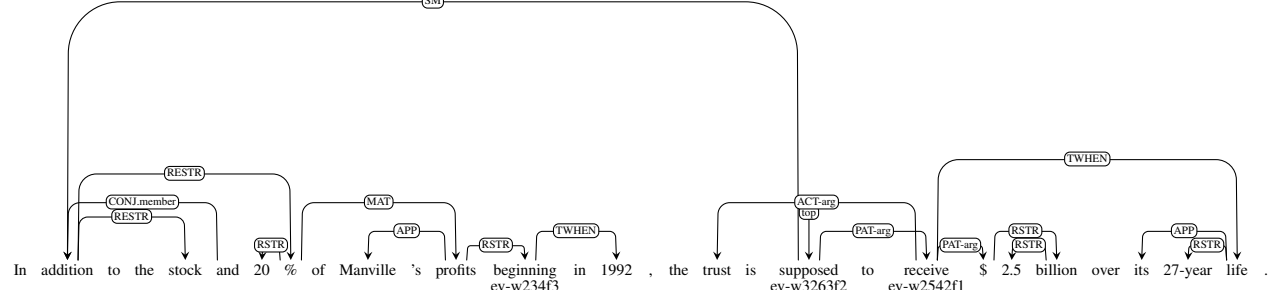 SM
RESTR
TWHEN
CONJ.member
MAT
ACT-arg
RESTR
top
APP
TWHEN
PAT-arg
RSTR
APP
RSTR
RSTR
PAT-arg
RSTR
RSTR
In addition to the stock and 20 % of Manville 's profits beginning in 1992 , the trust is supposed to receive $ 2.5 billion over its 27-year life .
ev-w234f3 ev-w3263f2 ev-w2542f1